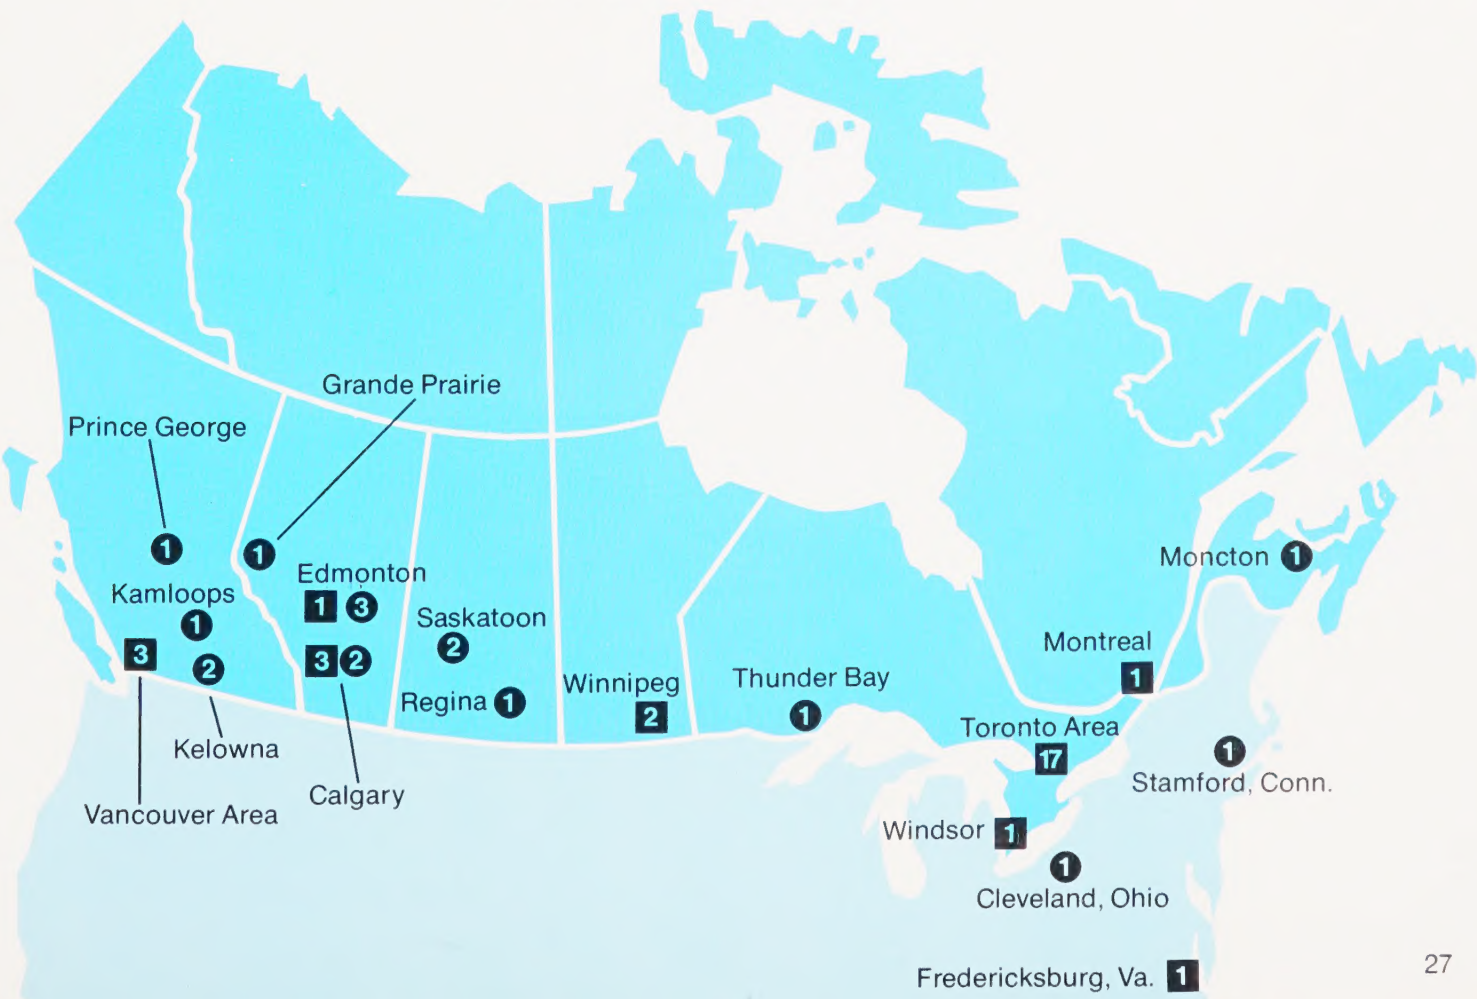 Grande Prairie
Prince George
1
1
Moncton 1
Edmonton
1 3
Kamloops
1
Saskatoon
2
Montreal
1
3
2
3 2
Regina 1
Winnipeg
2
Thunder Bay
1
Toronto Area
17
Kelowna
Calgary
Vancouver Area
1
Stamford, Conn.
Windsor 1
1
Cleveland, Ohio
Fredericksburg, Va. 1
27